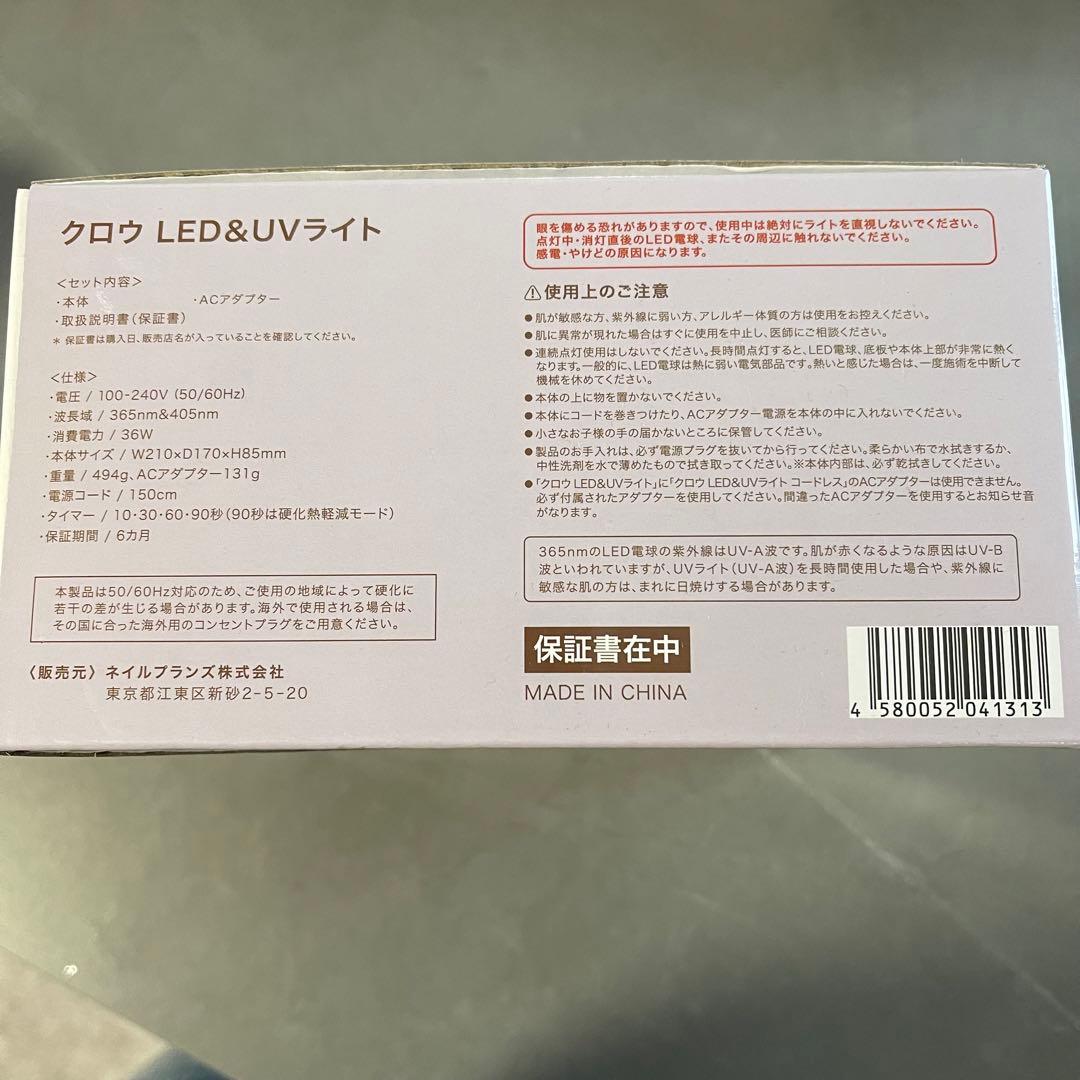 クロウ LED&UVライト
<セット内容>
・本体　・ACアダプター
・取扱説明書(保証書)
＊ 保証書は購入日、販売店名が入っていることを確認してください。
<仕様>
・電圧 / 100-240V (50/60Hz)
・波長域 / 365nm&405nm
・消費電力 / 36W
・本体サイズ / W210×D170×H85mm
・重量 / 494g、ACアダプター131g
・電源コード / 150cm
・タイマー / 10・30・60・90秒(90秒は硬化熱軽減モード)
・保証期間 / 6カ月
本製品は50/60Hz対応のため、ご使用の地域によって硬化に
若干の差が生じる場合があります。海外で使用される場合は、
その国に合った海外用のコンセントプラグをご用意ください。
〈販売元〉ネイルプランズ株式会社
東京都江東区新砂2-5-20
眼を傷める恐れがありますので、使用中は絶対にライトを直視しないでください。
点灯中・消灯直後のLED電球、またその周辺に触れないでください。
感電・やけどの原因になります。
⚠使用上のご注意
●肌が敏感な方、紫外線に弱い方、アレルギー体質の方は使用をお控えください。
●肌に異常が現れた場合はすぐに使用を中止し、医師にご相談ください。
●連続点灯使用はしないでください。長時間点灯すると、LED電球、底板や本体上部が非常に熱く
なります。一般的に、LED電球は熱に弱い電気部品です。熱いと感じた場合は、一度施術を中断して
機械を休めてください。
●本体の上に物を置かないでください。
●本体にコードを巻きつけたり、ACアダプター電源を本体の中に入れないでください。
●小さなお子様の手の届かないところに保管してください。
●製品のお手入れは、必ず電源プラグを抜いてから行ってください。柔らかい布で水拭きするか、
中性洗剤を水で薄めたもので拭き取ってください。※本体内部は、必ず乾拭きしてください。
●「クロウ LED&UVライト」に「クロウ LED&UVライト コードレス」のACアダプターは使用できません。
必ず付属されたアダプターを使用してください。間違ったACアダプターを使用するとお知らせ音
がなります。
365nmのLED電球の紫外線はUV-A波です。肌が赤くなるような原因はUV-B
波といわれていますが、UVライト(UV-A波)を長時間使用した場合や、紫外線に
敏感な肌の方は、まれに日焼けする場合があります。
保証書在中
MADE IN CHINA
4 580052 041313